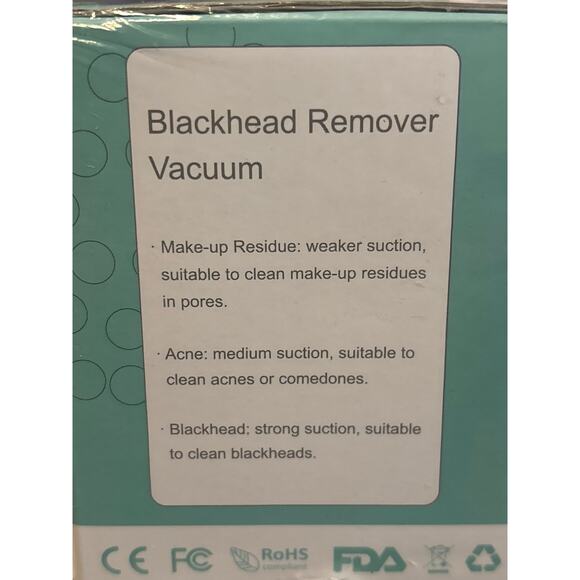 Blackhead Remover
Vacuum
· Make-up Residue: weaker suction,
suitable to clean make-up residues
in pores.
· Acne: medium suction, suitable to
clean acnes or comedones.
· Blackhead: strong suction, suitable
to clean blackheads.
CE FC RoHS FDA
compliant